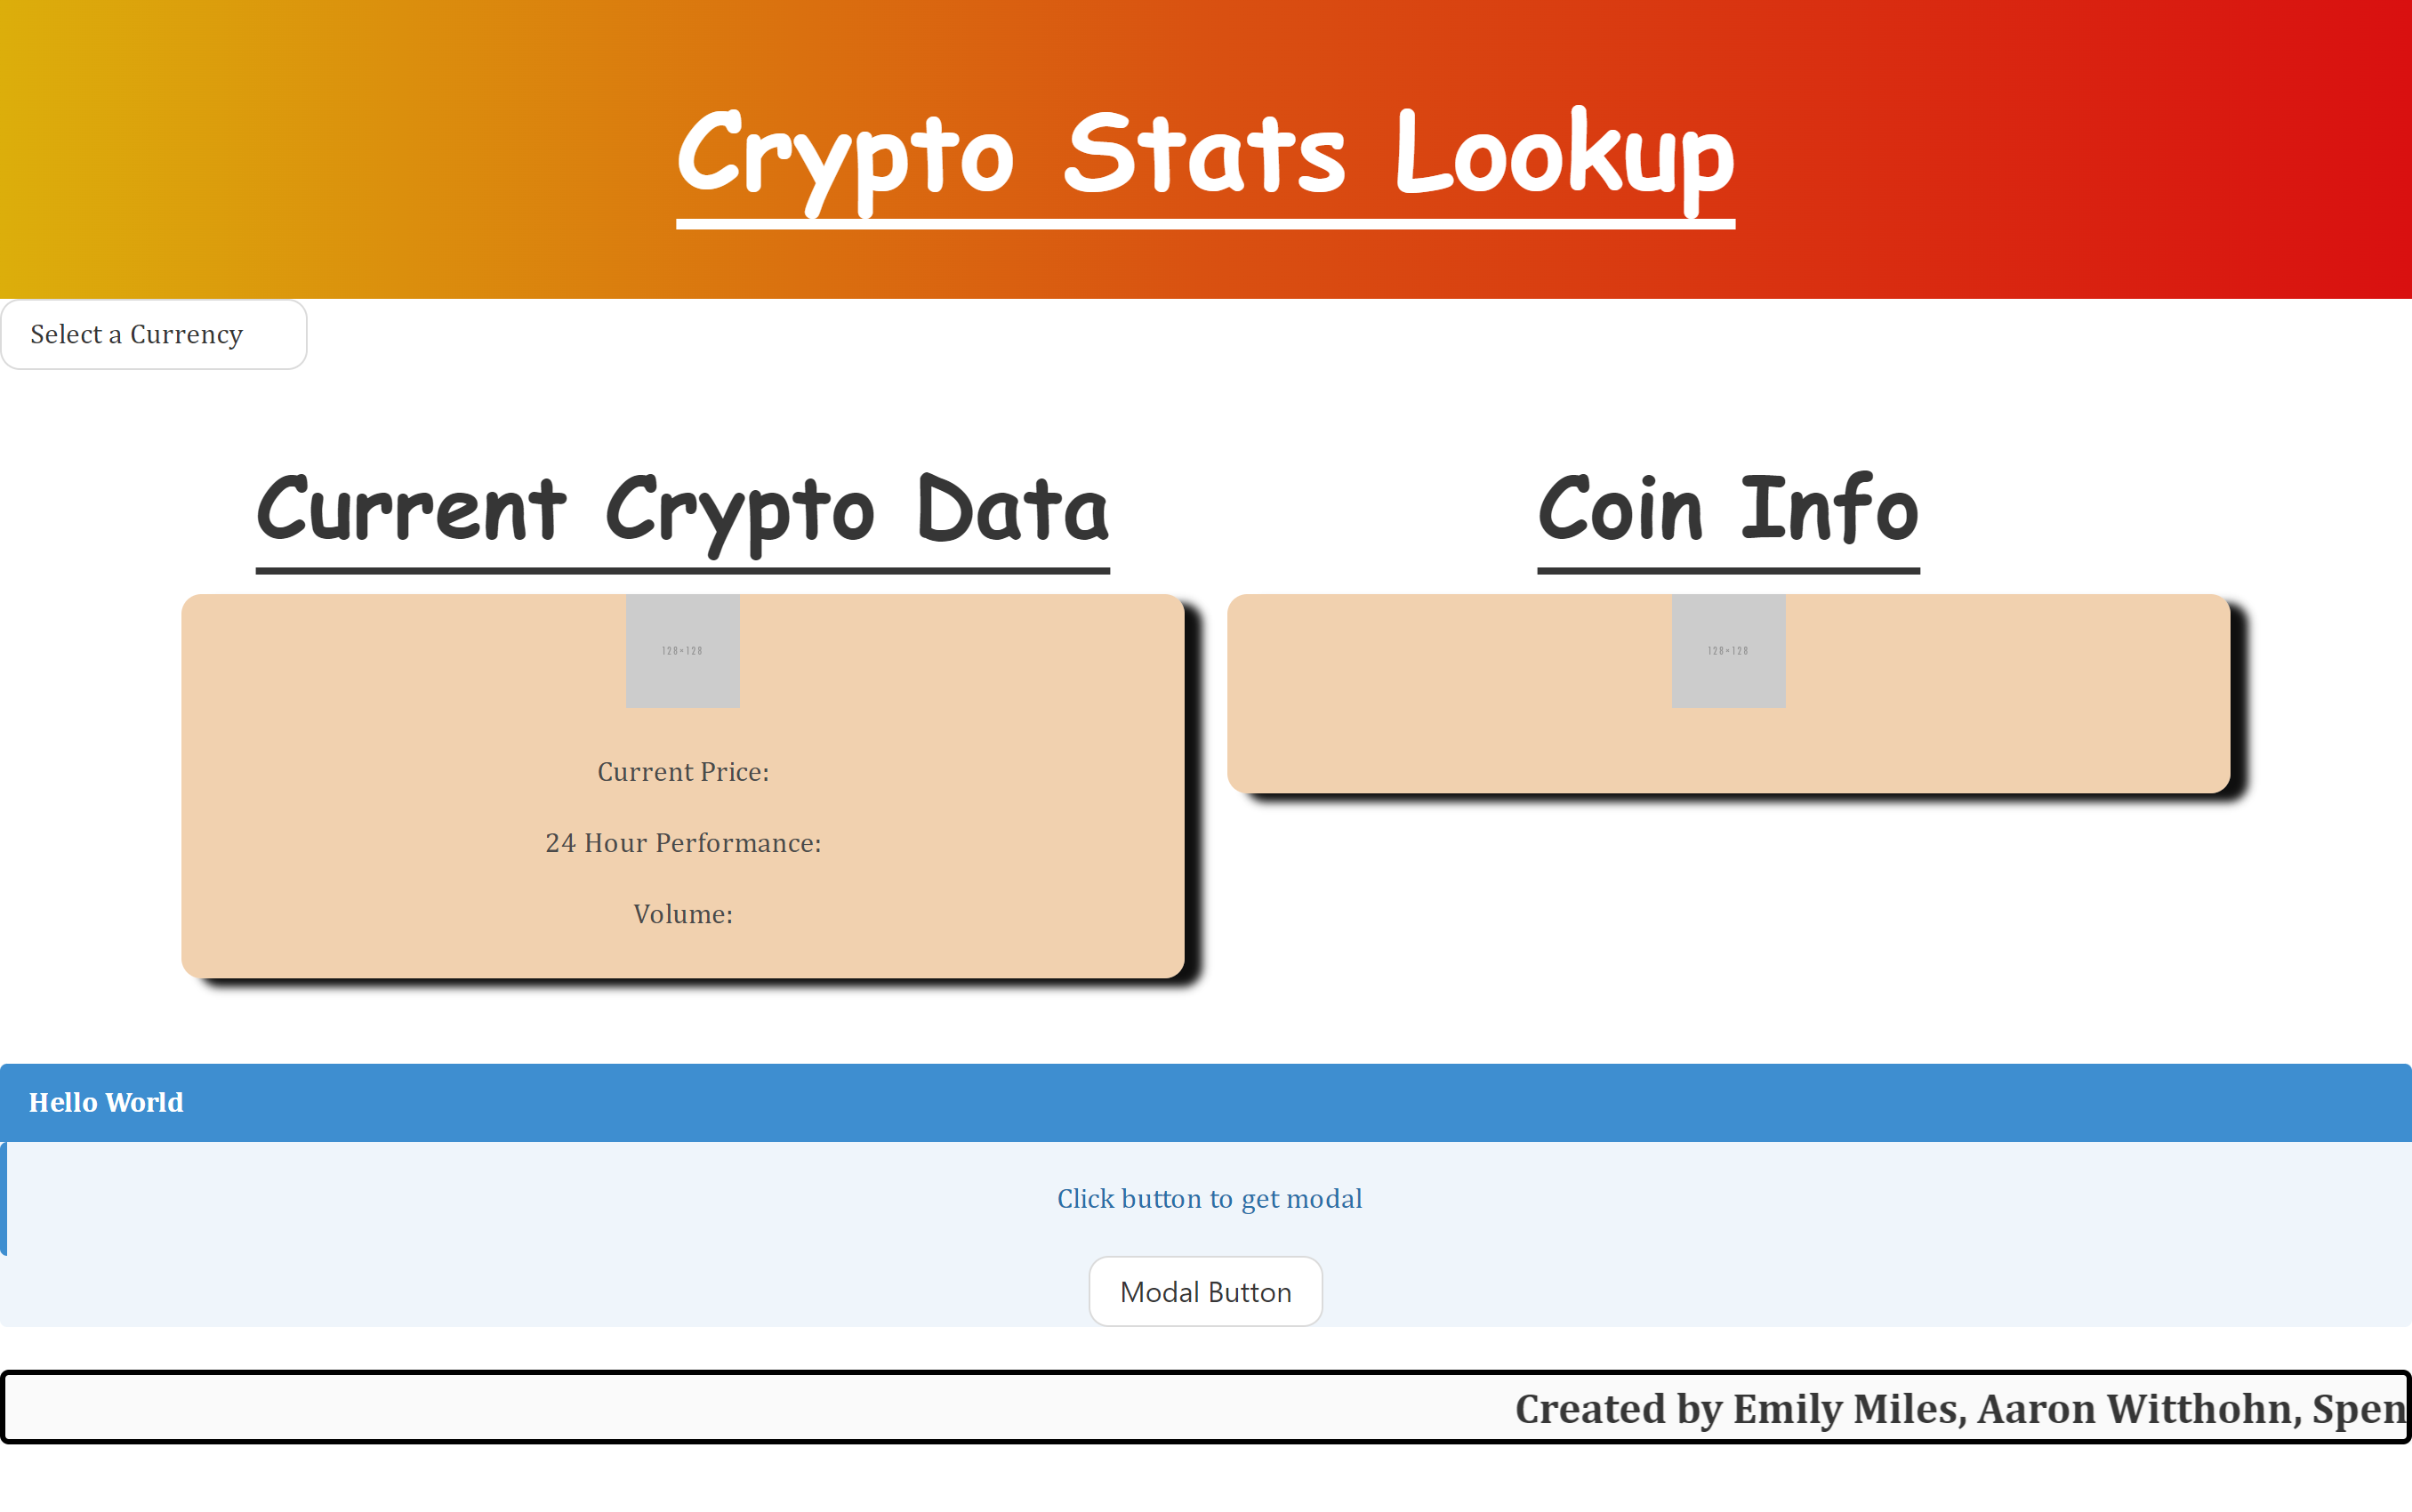 Crypto Stats Lookup
Select a Currency
Current Crypto Data
128×128
Current Price:
24 Hour Performance:
Volume:
Coin Info
128×128
Hello World
Click button to get modal
Modal Button
Created by Emily Miles, Aaron Witthohn, Spen